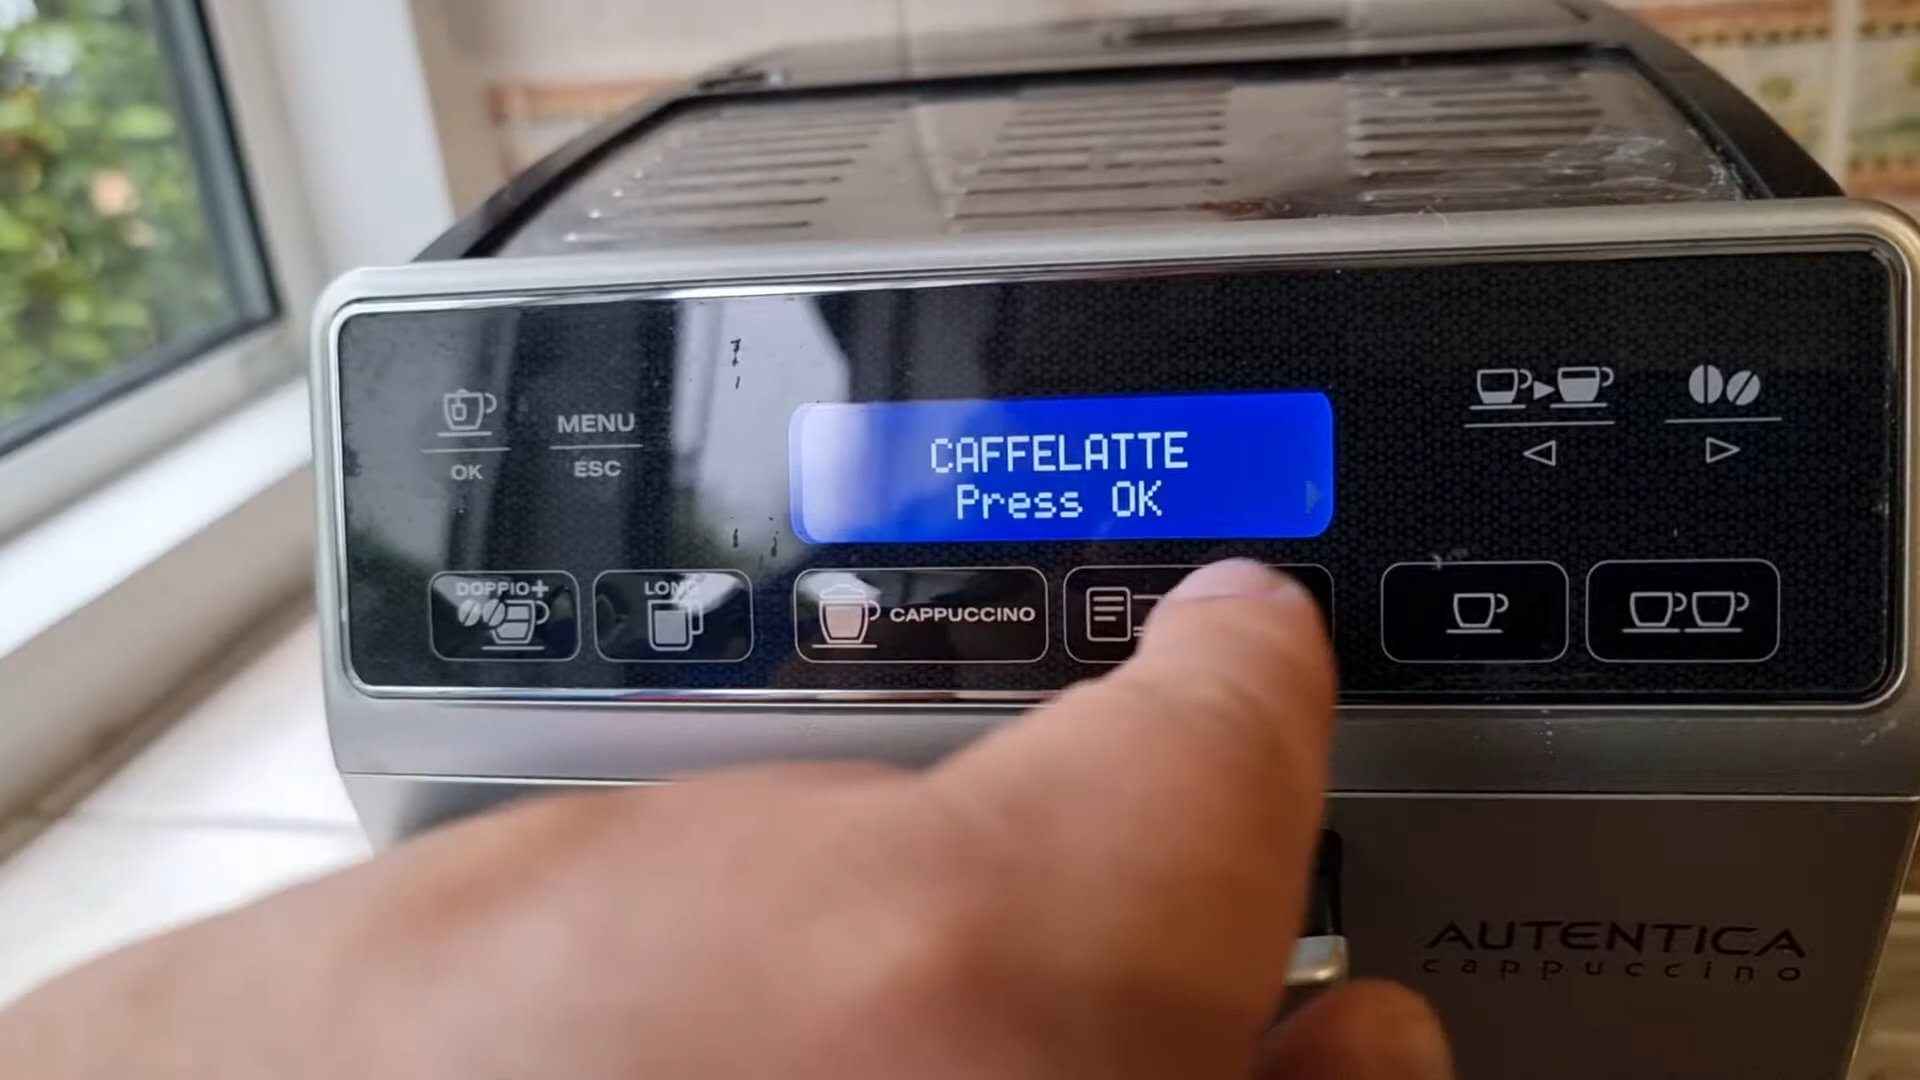 OK
MENU
ESC
CAFFELATTE
Press OK
DOPPIO+
LONG
CAPPUCCINO
AUTENTICA
cappuccino